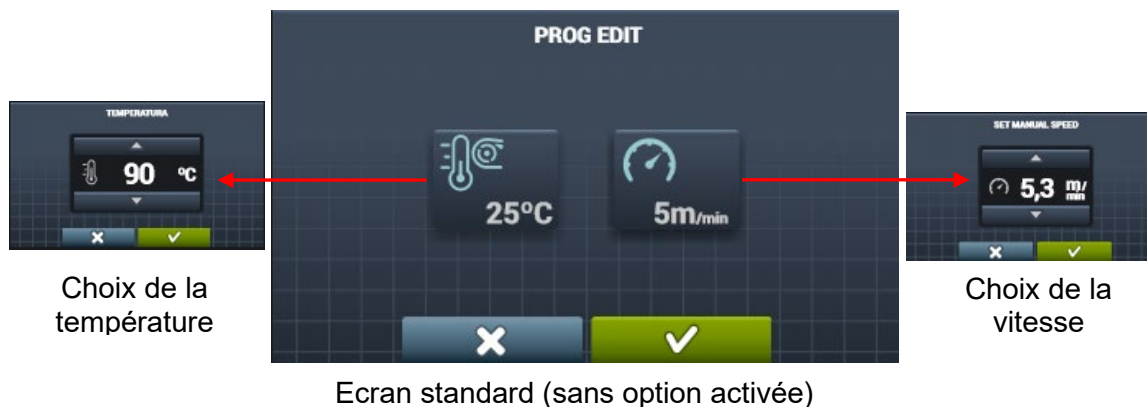 PROG EDIT
TEMPERATURA
90 ºC
25ºC
5m/min
SET MANUAL SPEED
5,3 m/min
Choix de la
température
Choix de la
vitesse
Ecran standard (sans option activée)